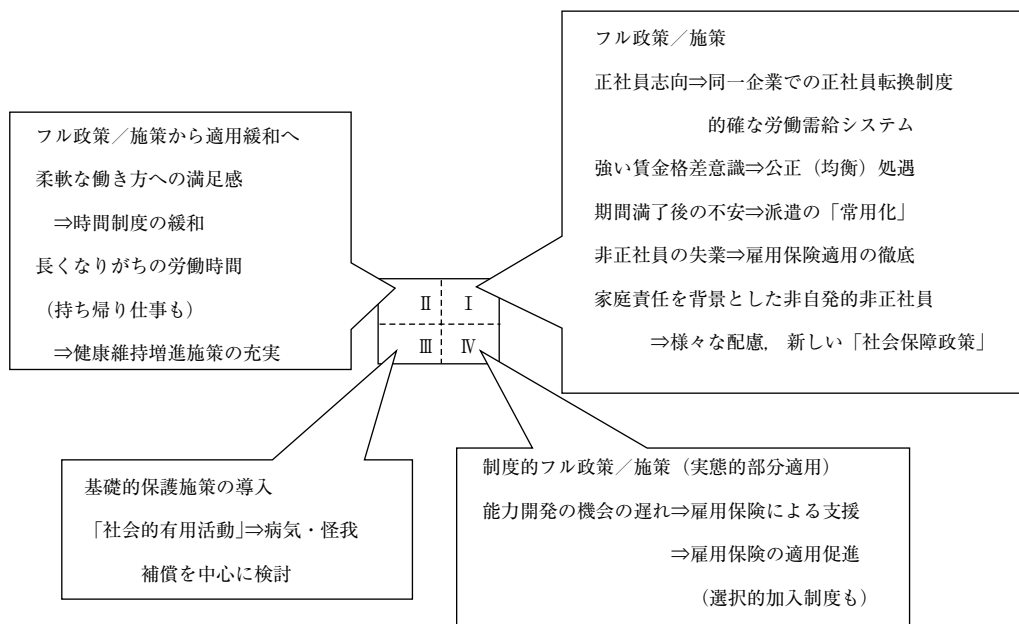 フル政策／施策
正社員志向⇒同一企業での正社員転換制度
的確な労働需給システム
強い賃金格差意識⇒公正（均衡）処遇
期間満了後の不安⇒派遣の「常用化」
非正社員の失業⇒雇用保険適用の徹底
家庭責任を背景とした非自発的非正社員
⇒様々な配慮，新しい「社会保障政策」
フル政策／施策から適用緩和へ
柔軟な働き方への満足感
⇒時間制度の緩和
長くなりがちの労働時間
（持ち帰り仕事も）
⇒健康維持増進施策の充実
Ⅱ Ⅰ
Ⅲ Ⅳ
基礎的保護施策の導入
「社会的有用活動」⇒病気・怪我
補償を中心に検討
制度的フル政策／施策（実態的部分適用）
能力開発の機会の遅れ⇒雇用保険による支援
⇒雇用保険の適用促進
（選択的加入制度も）